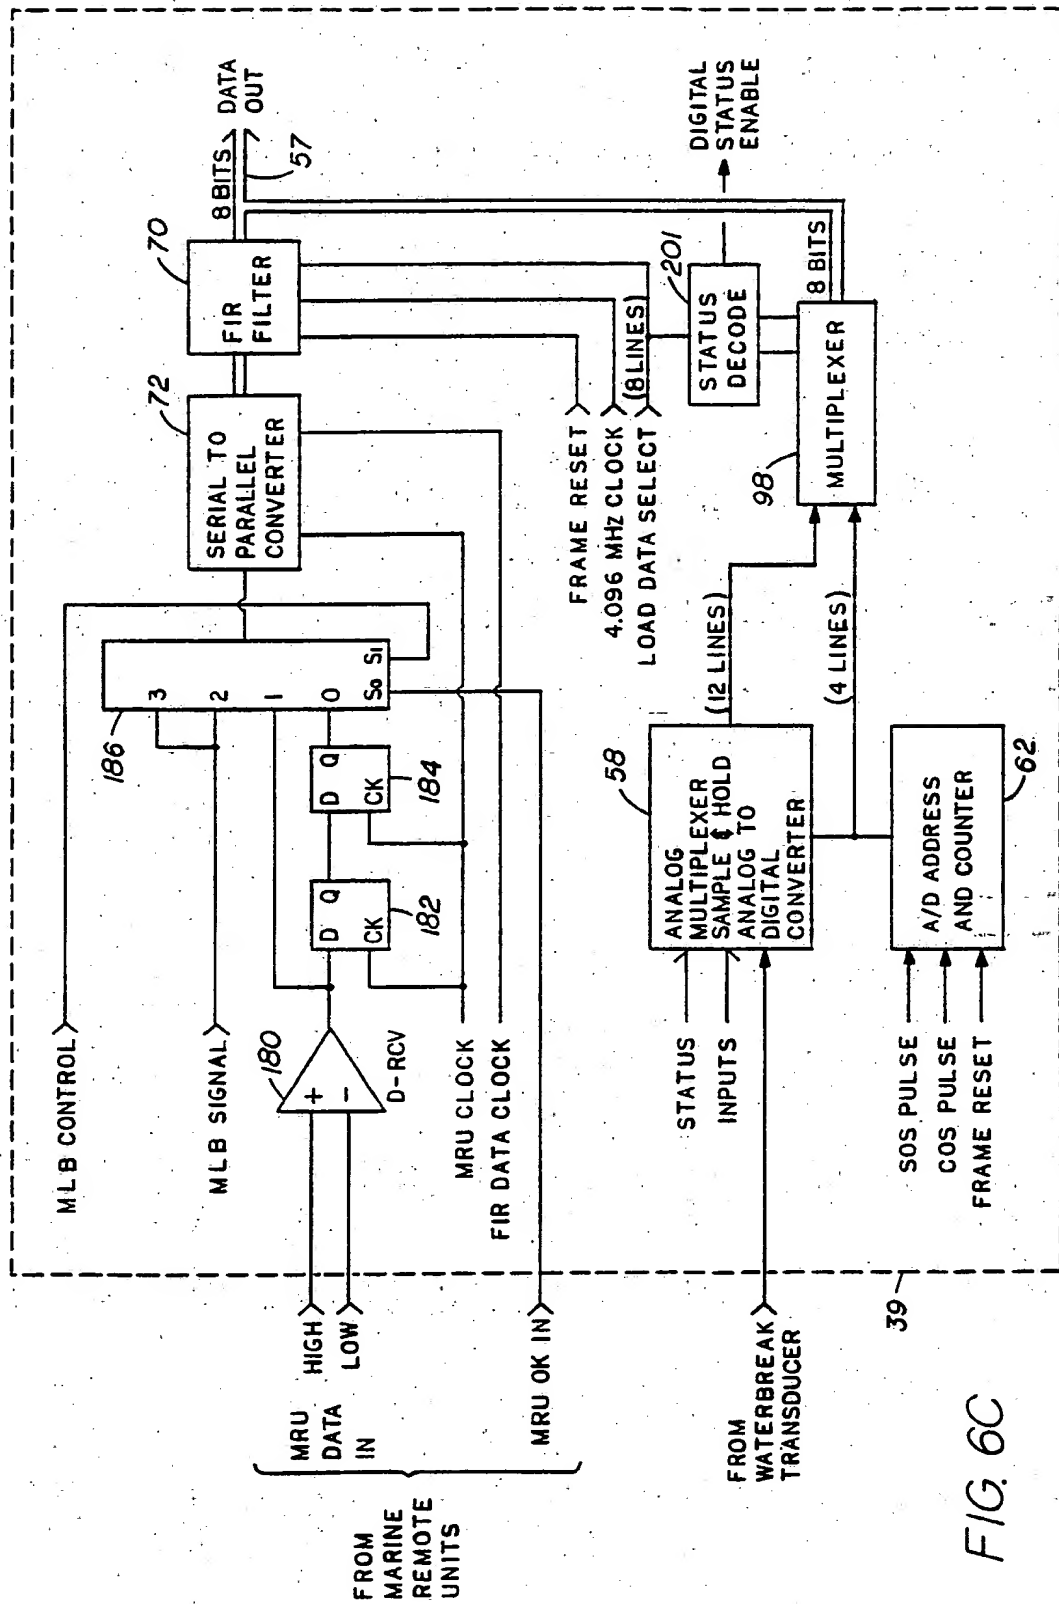 MLB CONTROL
MLB SIGNAL
186
3
2
1
0
S0
S1
72
SERIAL TO
PARALLEL
CONVERTER
70
FIR
FILTER
8 BITS
DATA
OUT
57
FROM
MARINE
REMOTE
UNITS
MRU
DATA
IN
HIGH
LOW
180
+
−
D-RCV
D Q
CK
182
D Q
CK
184
MRU CLOCK
FIR DATA CLOCK
MRU OK IN
FRAME RESET
4.096 MHZ CLOCK
LOAD DATA SELECT
(8 LINES)
STATUS
DECODE
201
DIGITAL
STATUS
ENABLE
FROM
WATERBREAK
TRANSDUCER
STATUS
INPUTS
58
ANALOG
MULTIPLEXER
SAMPLE & HOLD
ANALOG TO
DIGITAL
CONVERTER
(12 LINES)
(4 LINES)
98
MULTIPLEXER
8 BITS
SOS PULSE
COS PULSE
FRAME RESET
A/D ADDRESS
AND COUNTER
62
39
FIG. 6C